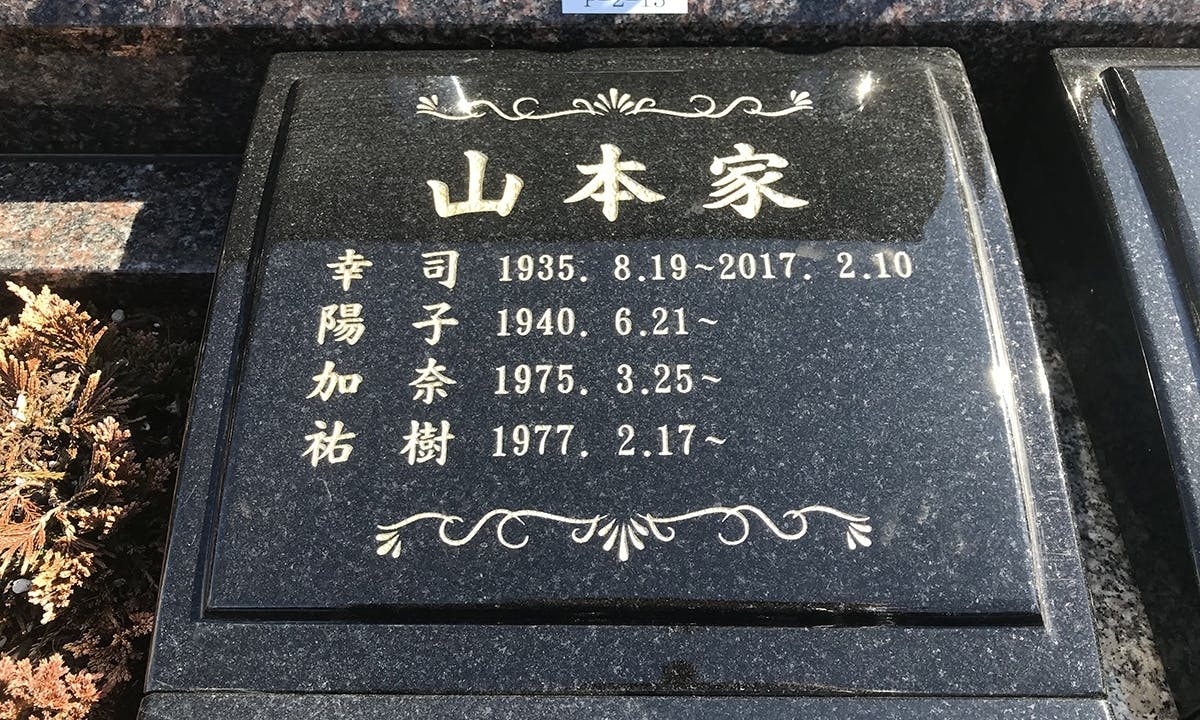 山本家
幸司 1935. 8.19~2017. 2.10
陽子 1940. 6.21~
加奈 1975. 3.25~
祐樹 1977. 2.17~